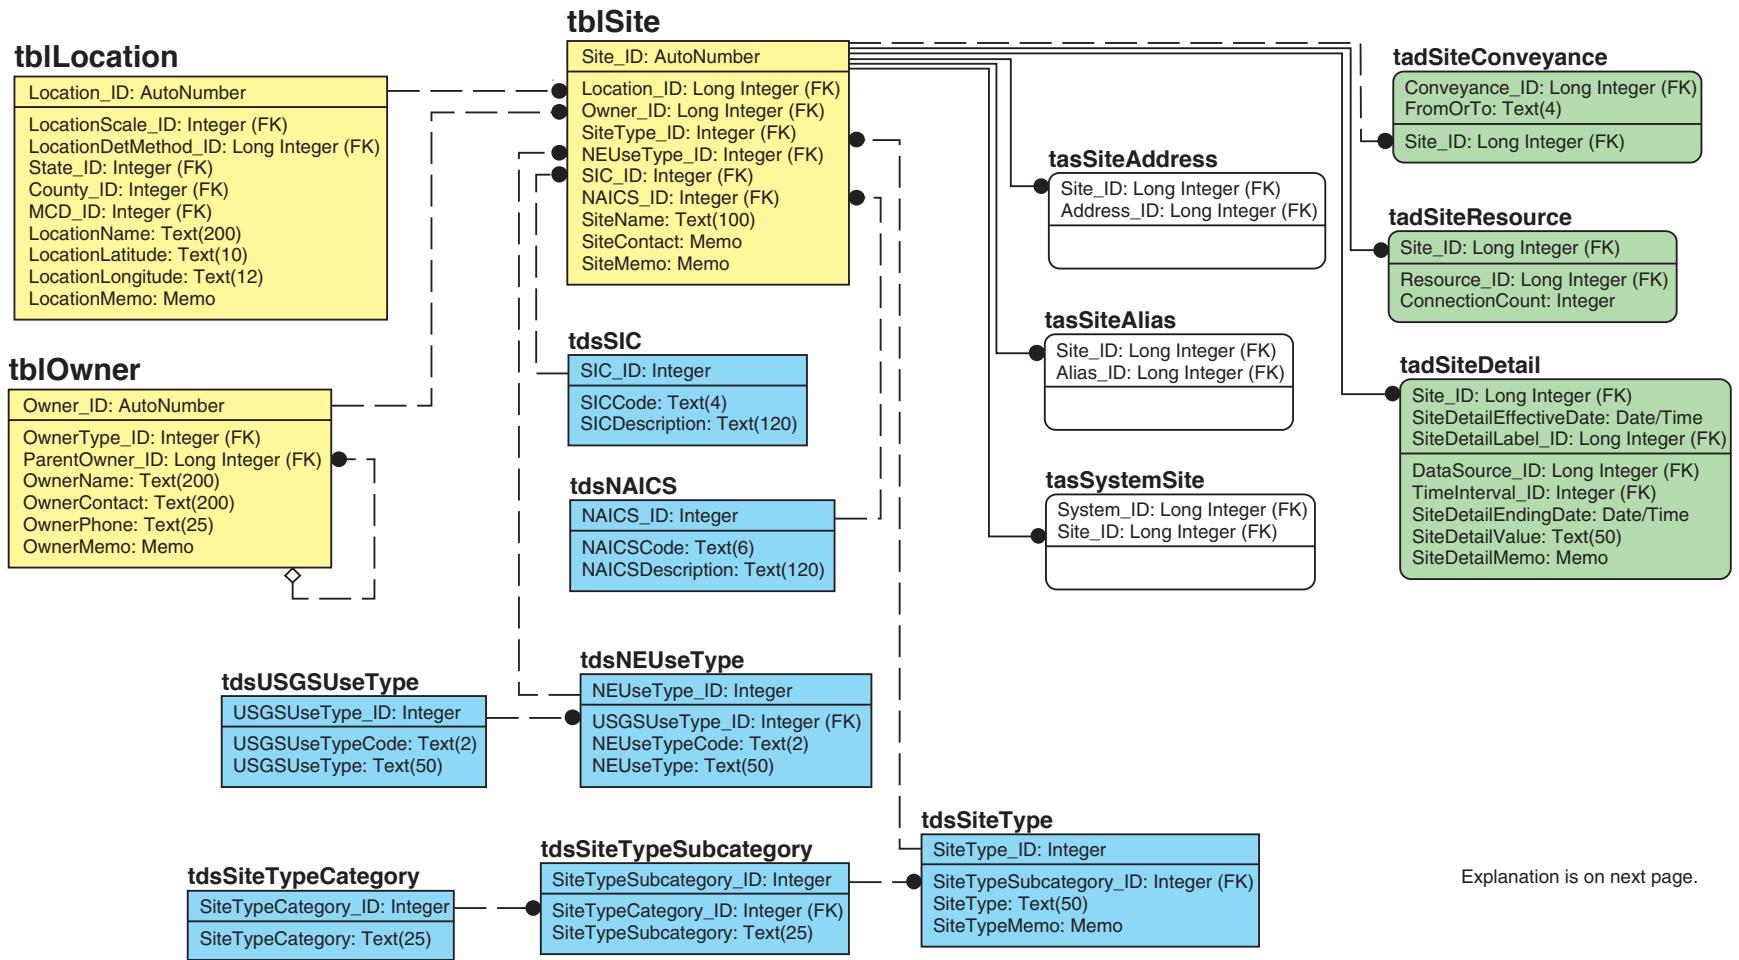 tblLocation
Location_ID: AutoNumber
LocationScale_ID: Integer (FK)
LocationDetMethod_ID: Long Integer (FK)
State_ID: Integer (FK)
County_ID: Integer (FK)
MCD_ID: Integer (FK)
LocationName: Text(200)
LocationLatitude: Text(10)
LocationLongitude: Text(12)
LocationMemo: Memo
tblOwner
Owner_ID: AutoNumber
OwnerType_ID: Integer (FK)
ParentOwner_ID: Long Integer (FK)
OwnerName: Text(200)
OwnerContact: Text(200)
OwnerPhone: Text(25)
OwnerMemo: Memo
tblSite
Site_ID: AutoNumber
Location_ID: Long Integer (FK)
Owner_ID: Long Integer (FK)
SiteType_ID: Integer (FK)
NEUseType_ID: Integer (FK)
SIC_ID: Integer (FK)
NAICS_ID: Integer (FK)
SiteName: Text(100)
SiteContact: Memo
SiteMemo: Memo
tdsSIC
SIC_ID: Integer
SICCode: Text(4)
SICDescription: Text(120)
tdsNAICS
NAICS_ID: Integer
NAICSCode: Text(6)
NAICSDescription: Text(120)
tasSiteAddress
Site_ID: Long Integer (FK)
Address_ID: Long Integer (FK)
tasSiteAlias
Site_ID: Long Integer (FK)
Alias_ID: Long Integer (FK)
tasSystemSite
System_ID: Long Integer (FK)
Site_ID: Long Integer (FK)
tadSiteConveyance
Conveyance_ID: Long Integer (FK)
FromOrTo: Text(4)
Site_ID: Long Integer (FK)
tadSiteResource
Site_ID: Long Integer (FK)
Resource_ID: Long Integer (FK)
ConnectionCount: Integer
tadSiteDetail
Site_ID: Long Integer (FK)
SiteDetailEffectiveDate: Date/Time
SiteDetailLabel_ID: Long Integer (FK)
DataSource_ID: Long Integer (FK)
TimeInterval_ID: Integer (FK)
SiteDetailEndingDate: Date/Time
SiteDetailValue: Text(50)
SiteDetailMemo: Memo
tdsUSGSUseType
USGSUseType_ID: Integer
USGSUseTypeCode: Text(2)
USGSUseType: Text(50)
tdsNEUseType
NEUseType_ID: Integer
USGSUseType_ID: Integer (FK)
NEUseTypeCode: Text(2)
NEUseType: Text(50)
tdsSiteTypeCategory
SiteTypeCategory_ID: Integer
SiteTypeCategory: Text(25)
tdsSiteTypeSubcategory
SiteTypeSubcategory_ID: Integer
SiteTypeCategory_ID: Integer (FK)
SiteTypeSubcategory: Text(25)
tdsSiteType
SiteType_ID: Integer
SiteTypeSubcategory_ID: Integer (FK)
SiteType: Text(50)
SiteTypeMemo: Memo
Explanation is on next page.